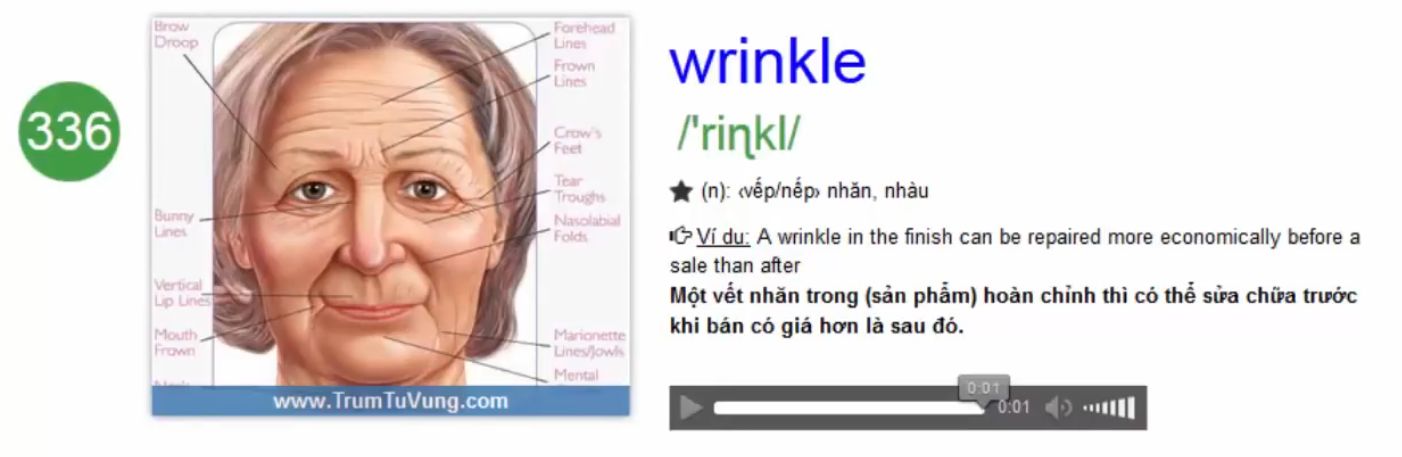 336
Brow
Droop
Forehead
Lines
Frown
Lines
Crow's
Feet
Tear
Troughs
Bunny
Lines
Nasolabial
Folds
Vertical
Lip Lines
Mouth
Frown
Marionette
Lines/Jowls
Mental
www.TrumTuVung.com
wrinkle
/'riɳkl/
(n): ‹vếp/nếp› nhăn, nhàu
Ví du: A wrinkle in the finish can be repaired more economically before a
sale than after
Một vết nhăn trong (sản phẩm) hoàn chỉnh thì có thể sửa chữa trước
khi bán có giá hơn là sau đó.
0:01
0:01